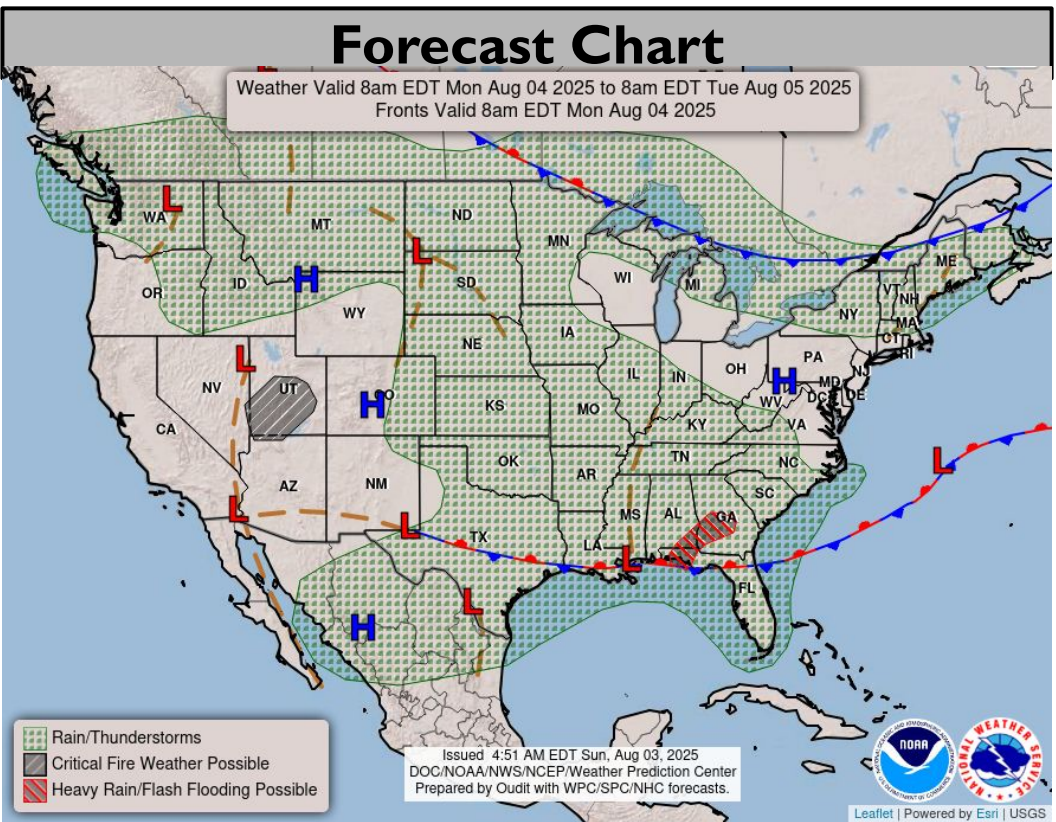 Forecast Chart
Weather Valid 8am EDT Mon Aug 04 2025 to 8am EDT Tue Aug 05 2025
Fronts Valid 8am EDT Mon Aug 04 2025
L
WA
MT
ND
MN
L
SD
OR
ID
H
WY
WI
MI
ME
VT
NH
NY
MA
CT
RI
NE
IA
L
NV
UT
H
IL
IN
OH
PA
H
NJ
MD
DE
DC
WV
VA
CA
KS
MO
KY
L
AZ
NM
OK
AR
TN
NC
SC
L
L
TX
LA
MS
AL
GA
L
FL
L
H
Rain/Thunderstorms
Critical Fire Weather Possible
Heavy Rain/Flash Flooding Possible
Issued 4:51 AM EDT Sun, Aug 03, 2025
DOC/NOAA/NWS/NCEP/Weather Prediction Center
Prepared by Oudit with WPC/SPC/NHC forecasts.
NOAA
NATIONAL WEATHER SERVICE
Leaflet | Powered by Esri | USGS